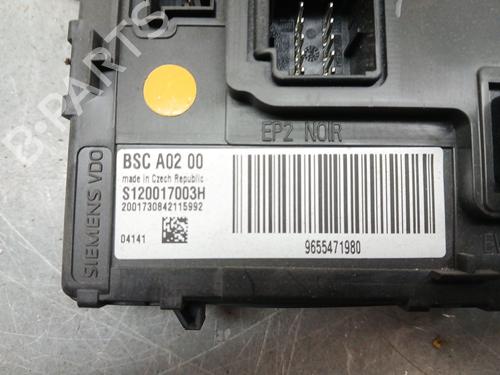 B-PARTS
EP2 NOIR
BSC A02 00
made in Czech Republic
S120017003H
2001730842115992
04141
9655471980
SIEMENS VDO